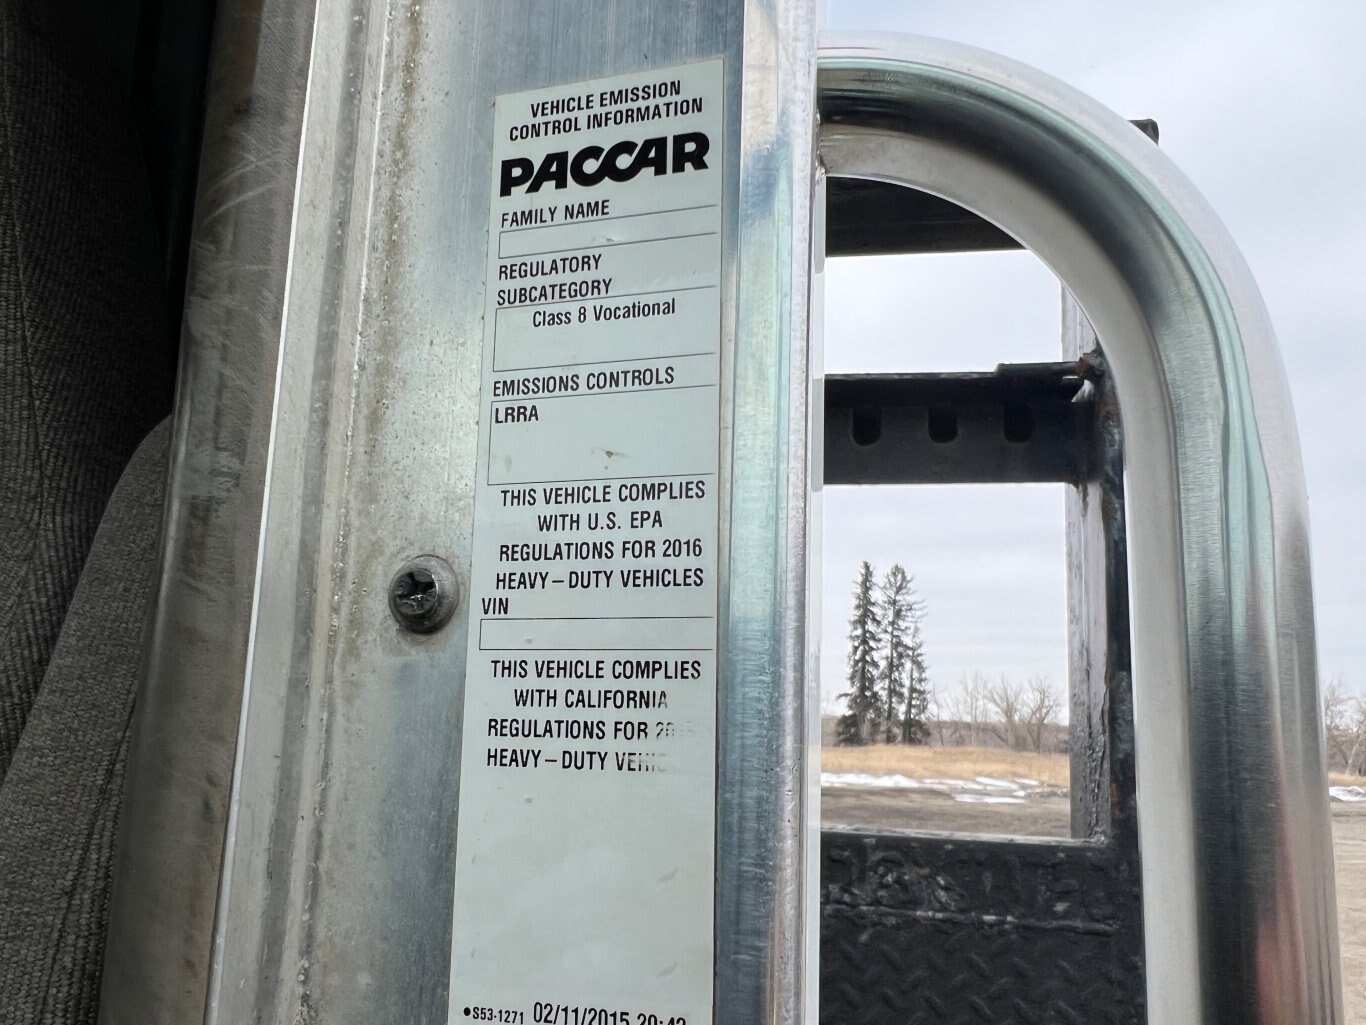 VEHICLE EMISSION
CONTROL INFORMATION
PACCAR
FAMILY NAME
REGULATORY
SUBCATEGORY
Class 8 Vocational
EMISSIONS CONTROLS
LRRA
THIS VEHICLE COMPLIES
WITH U.S. EPA
REGULATIONS FOR 2016
HEAVY-DUTY VEHICLES
VIN
THIS VEHICLE COMPLIES
WITH CALIFORNIA
REGULATIONS FOR
HEAVY-DUTY
•S53-1271 02/11/2015